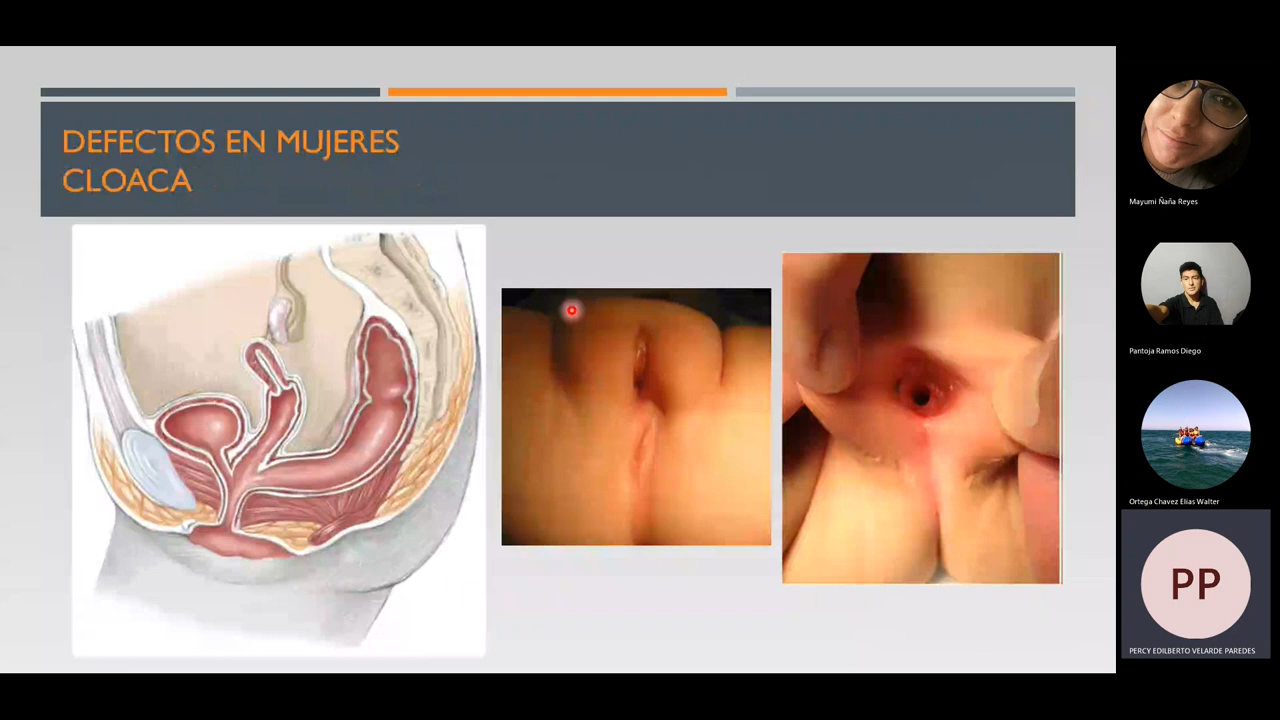 DEFECTOS EN MUJERES
CLOACA
Mayumi Ñaña Reyes
Pantoja Ramos Diego
Ortega Chavez Elias Walter
PP
PERCY EDILBERTO VELARDE PAREDES